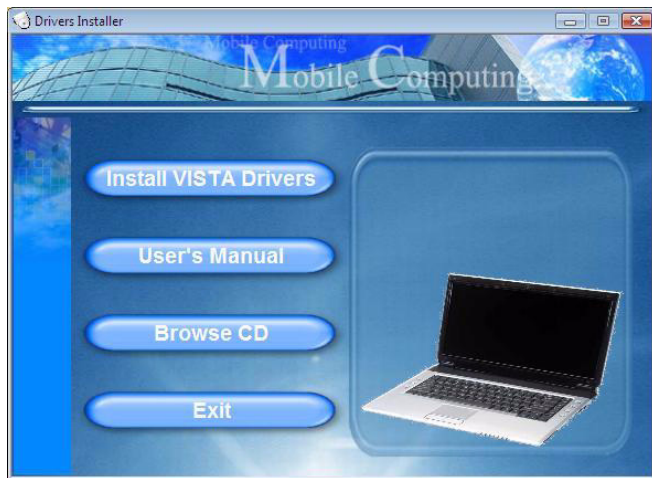 Drivers Installer
Mobile Computing
Mobile Computing
Install VISTA Drivers
User's Manual
Browse CD
Exit